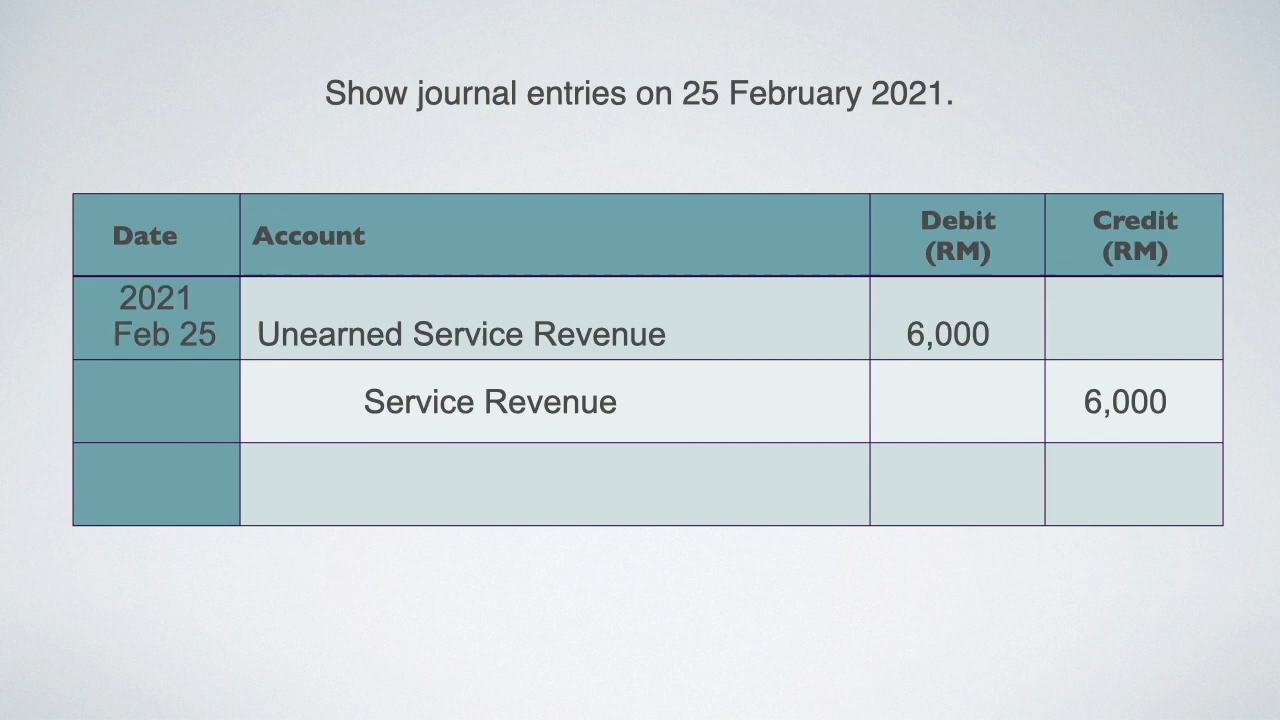 Show journal entries on 25 February 2021.
Date Account Debit (RM) Credit (RM)
2021
Feb 25 Unearned Service Revenue 6,000
Service Revenue 6,000